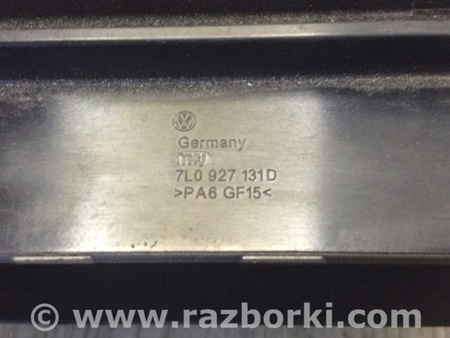 Germany
7L0 927 131D
>PA6 GF15<
© www.razborki.com